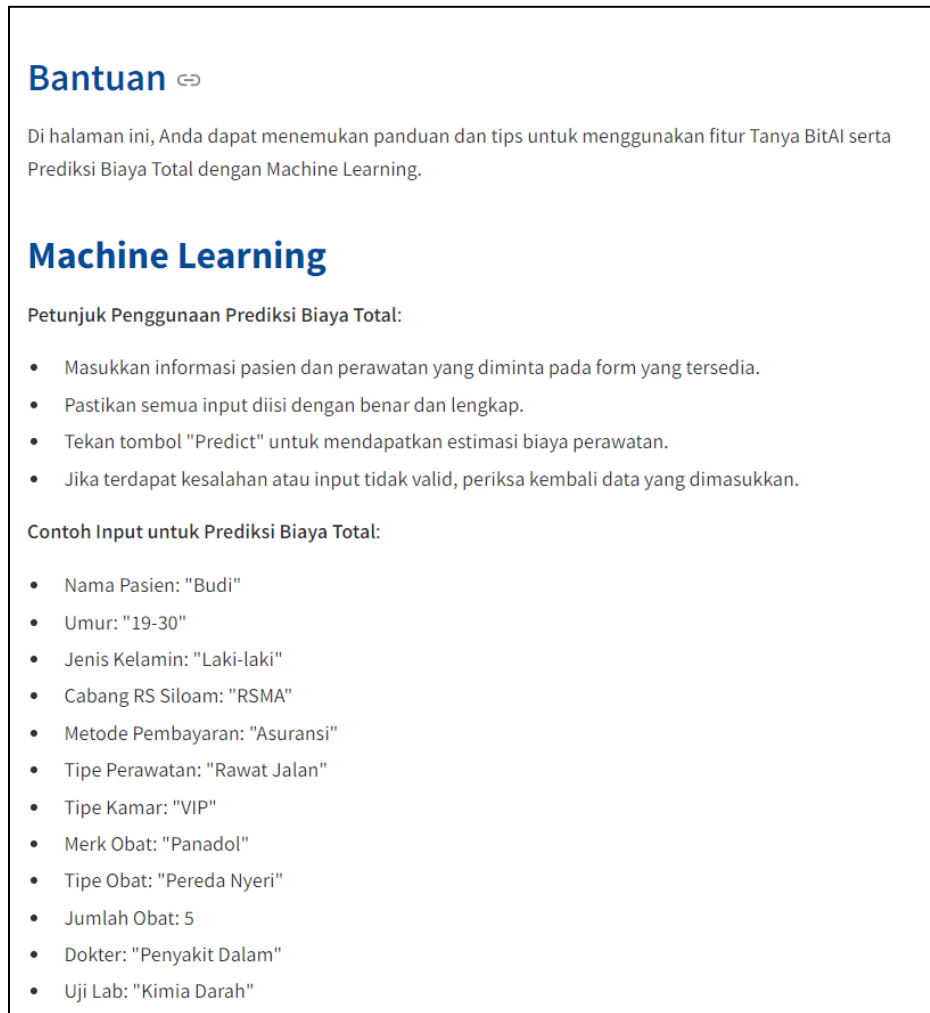 Bantuan
Di halaman ini, Anda dapat menemukan panduan dan tips untuk menggunakan fitur Tanya BitAI serta
Prediksi Biaya Total dengan Machine Learning.
Machine Learning
Petunjuk Penggunaan Prediksi Biaya Total:
• Masukkan informasi pasien dan perawatan yang diminta pada form yang tersedia.
• Pastikan semua input diisi dengan benar dan lengkap.
• Tekan tombol "Predict" untuk mendapatkan estimasi biaya perawatan.
• Jika terdapat kesalahan atau input tidak valid, periksa kembali data yang dimasukkan.
Contoh Input untuk Prediksi Biaya Total:
• Nama Pasien: "Budi"
• Umur: "19-30"
• Jenis Kelamin: "Laki-laki"
• Cabang RS Siloam: "RSMA"
• Metode Pembayaran: "Asuransi"
• Tipe Perawatan: "Rawat Jalan"
• Tipe Kamar: "VIP"
• Merk Obat: "Panadol"
• Tipe Obat: "Pereda Nyeri"
• Jumlah Obat: 5
• Dokter: "Penyakit Dalam"
• Uji Lab: "Kimia Darah"